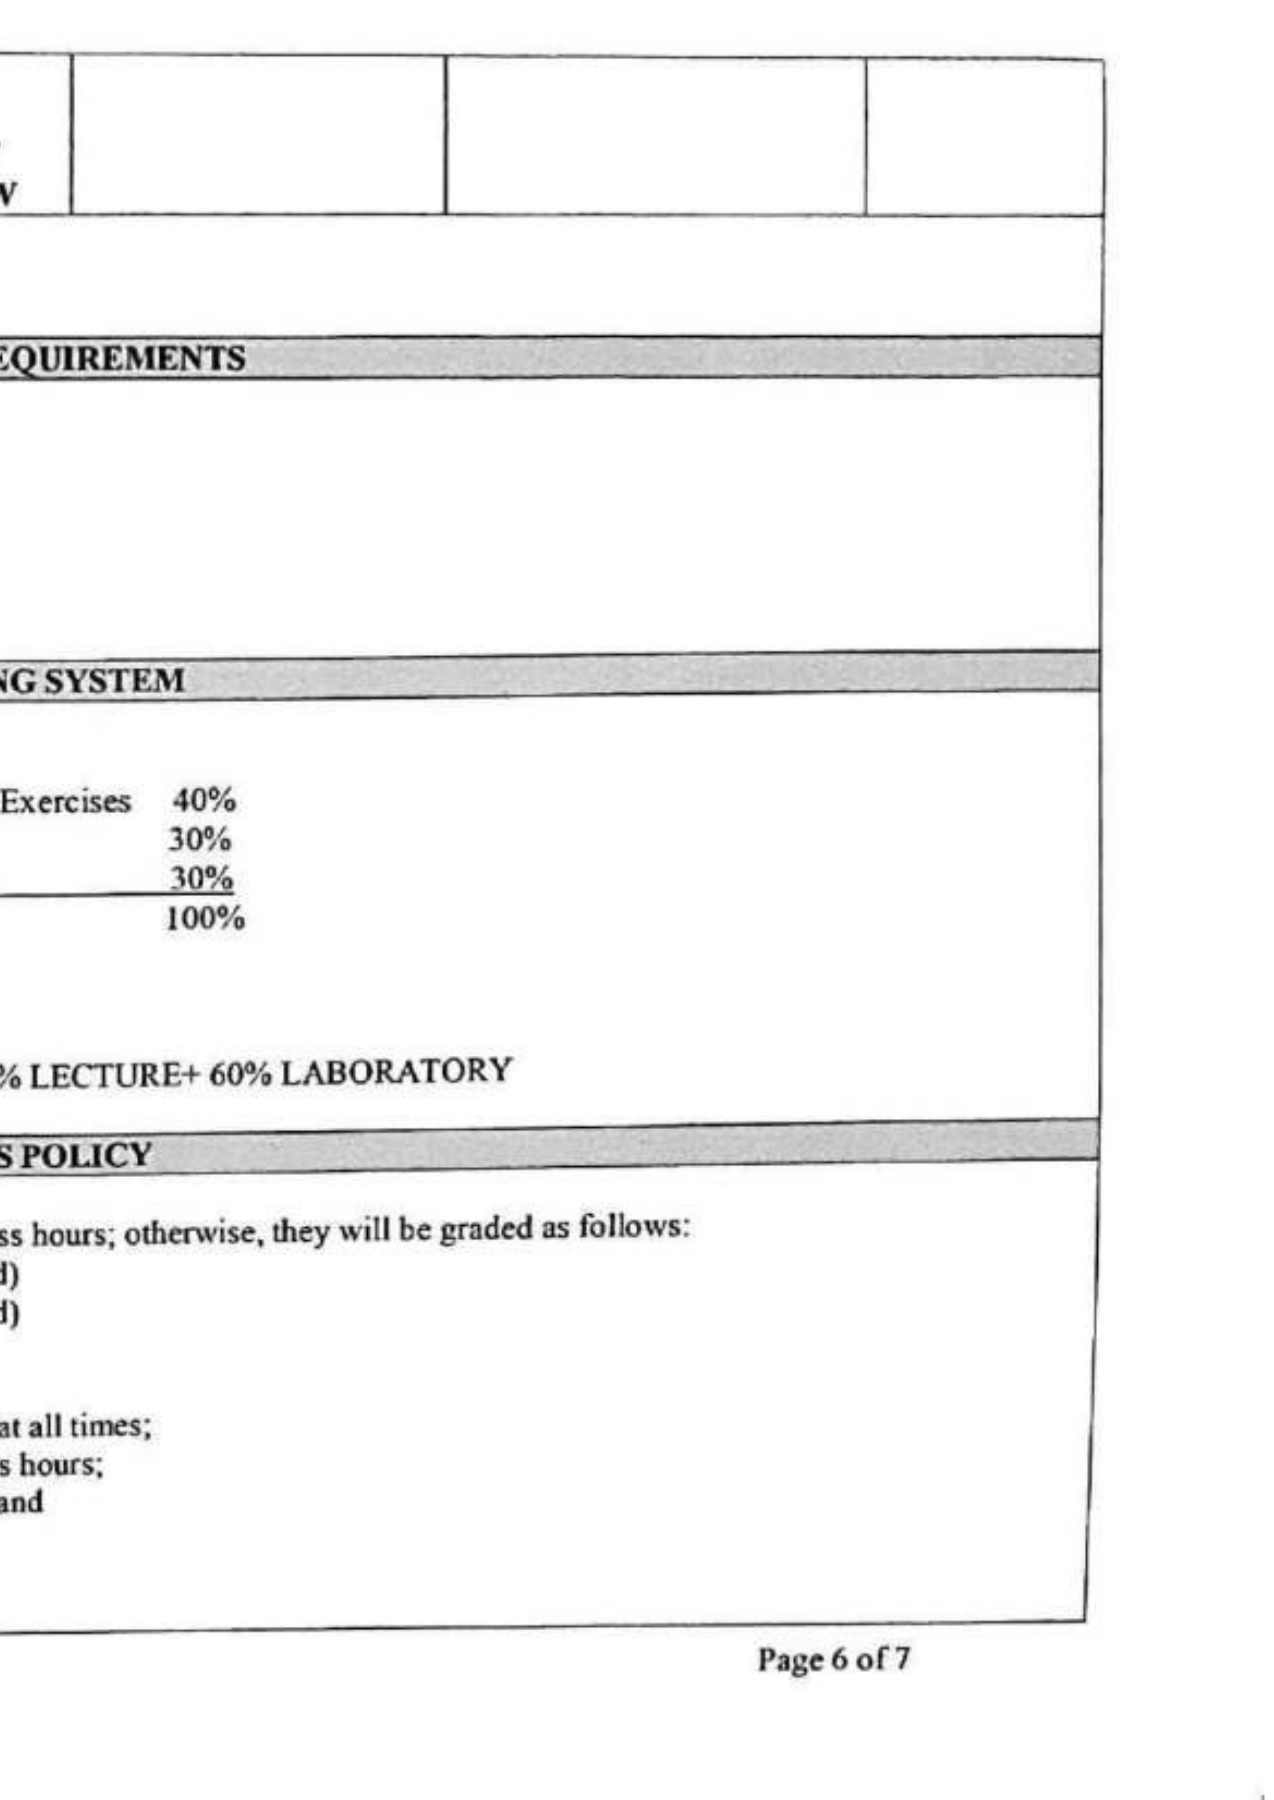 EQUIREMENTS
NG SYSTEM
Exercises 40%
30%
30%
100%
% LECTURE+ 60% LABORATORY
S POLICY
ss hours; otherwise, they will be graded as follows:
d)
d)
at all times;
s hours;
and
Page 6 of 7